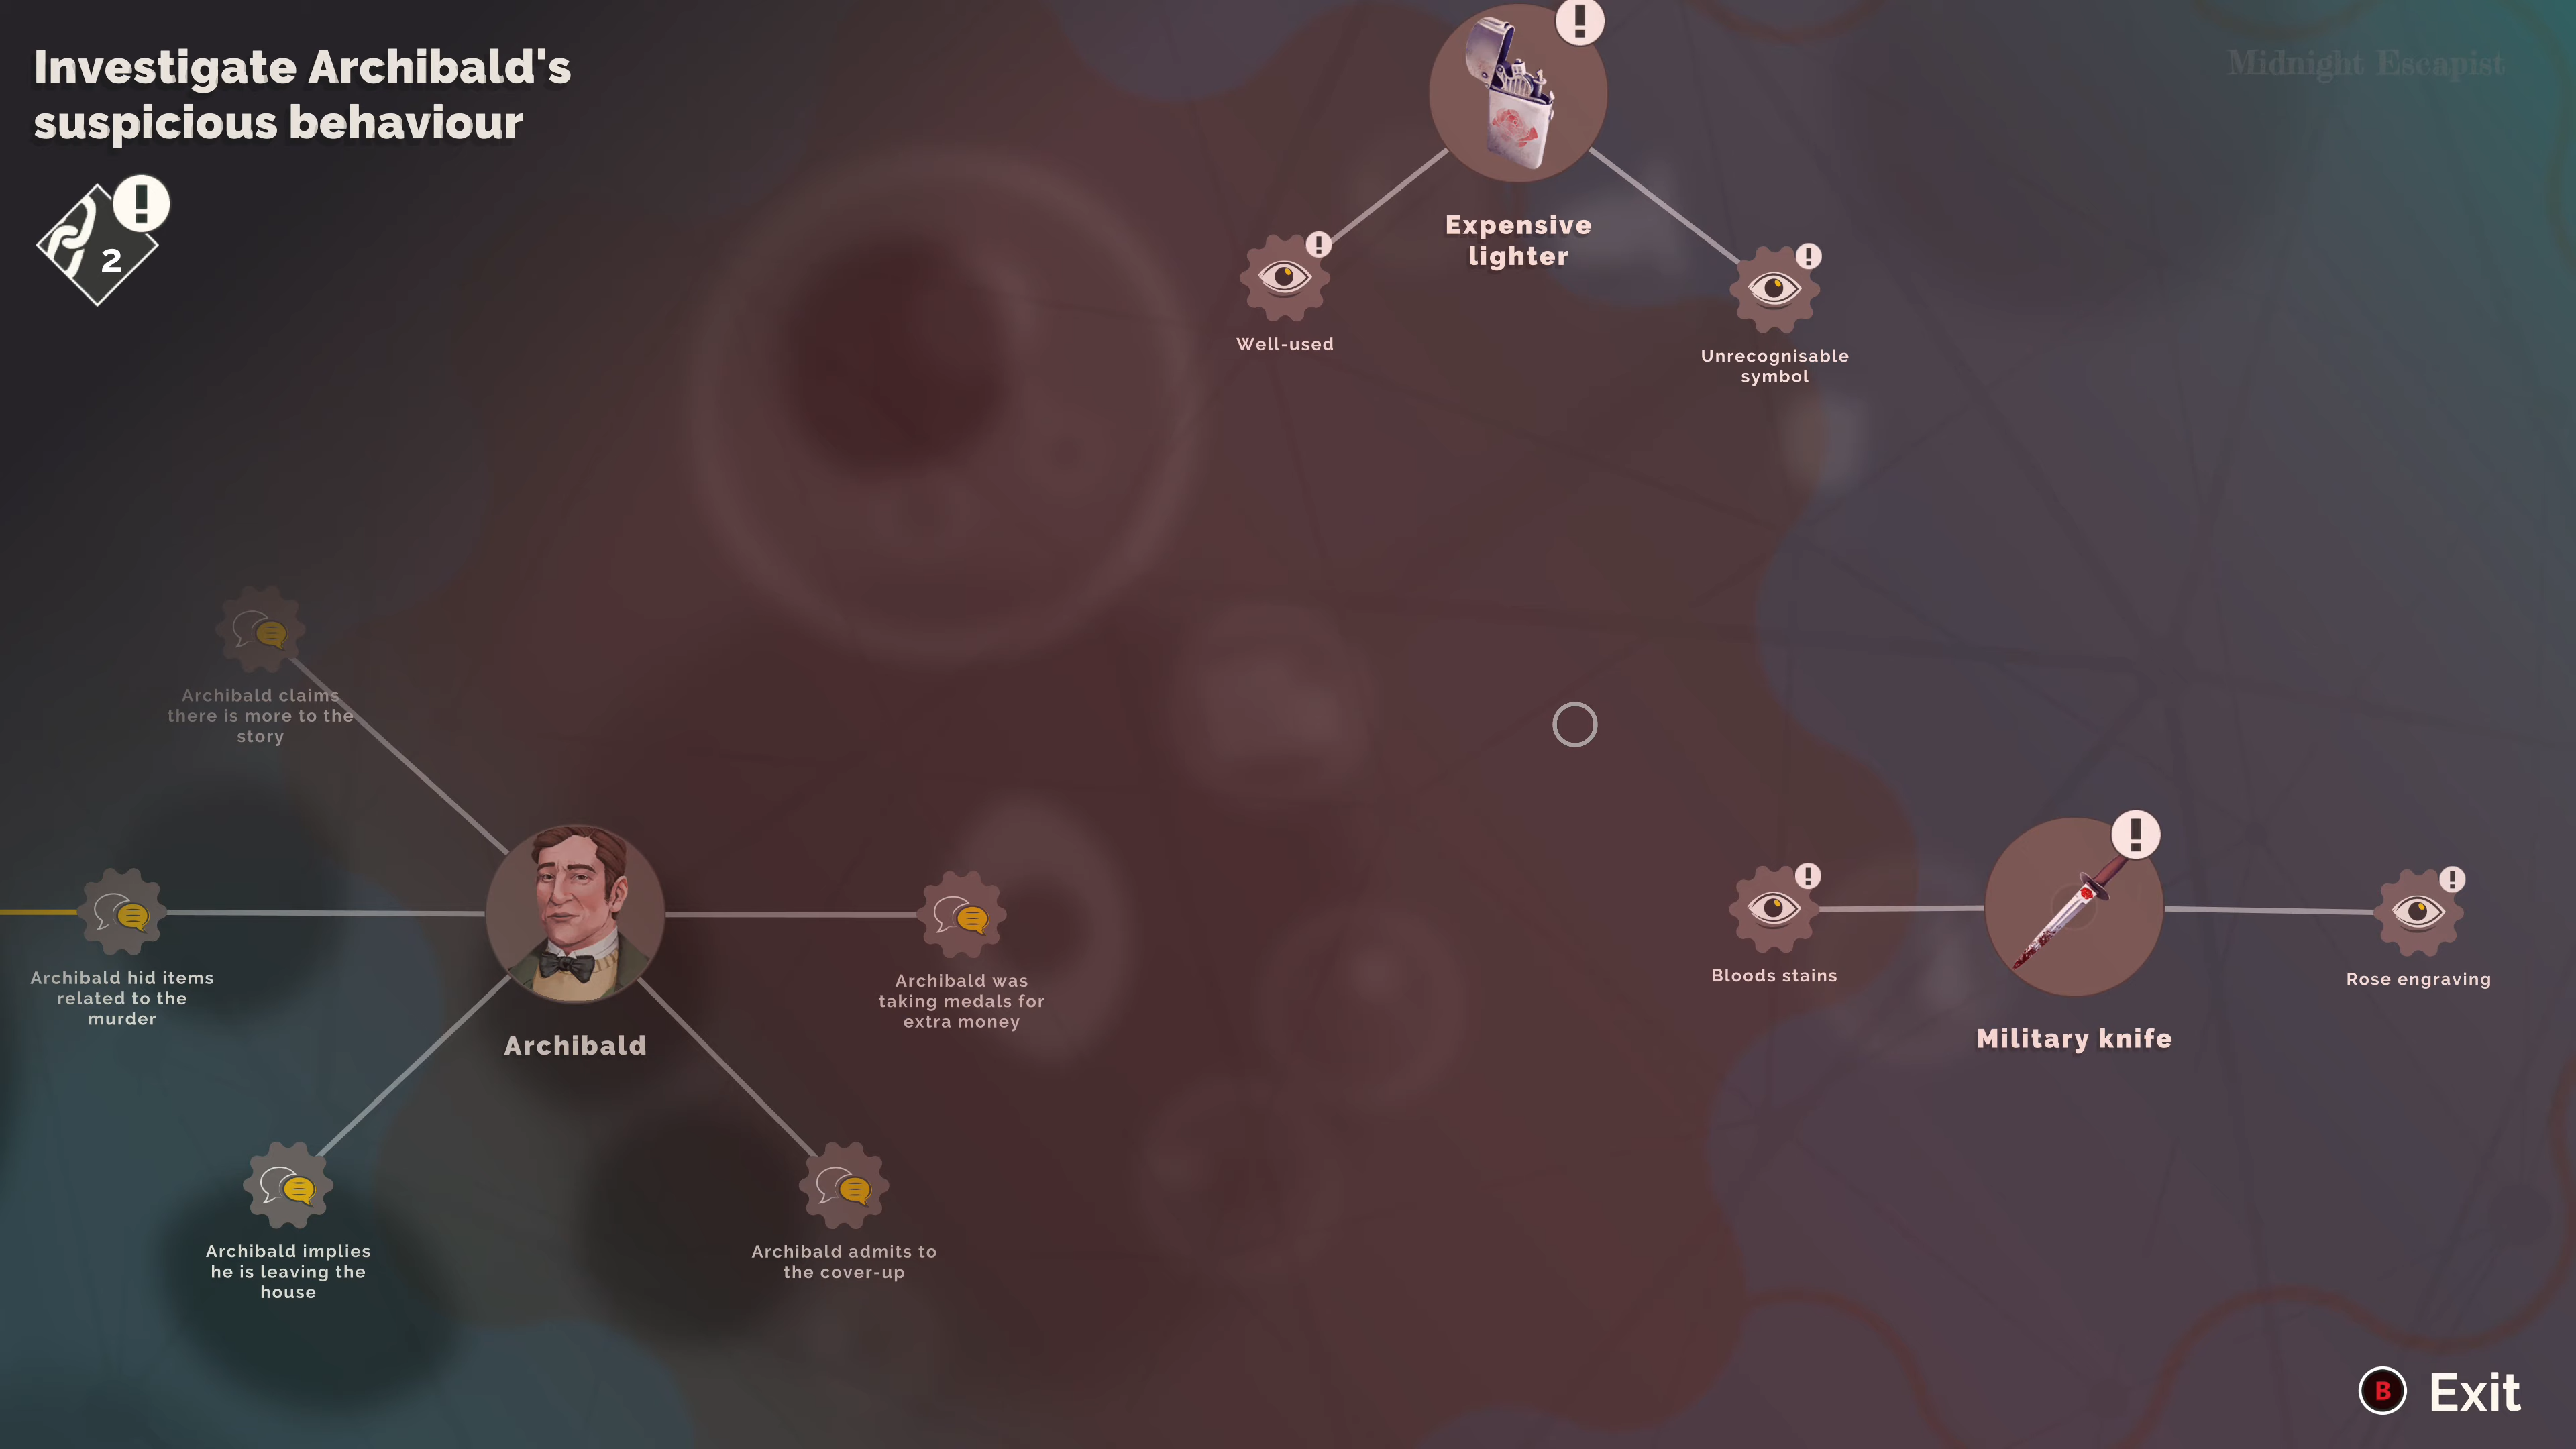 Investigate Archibald's
suspicious behaviour
Midnight Escapist
2
Expensive
lighter
Well-used
Unrecognisable
symbol
Archibald claims
there is more to the
story
Archibald hid items
related to the
murder
Archibald
Archibald was
taking medals for
extra money
Bloods stains
Military knife
Rose engraving
Archibald implies
he is leaving the
house
Archibald admits to
the cover-up
B Exit